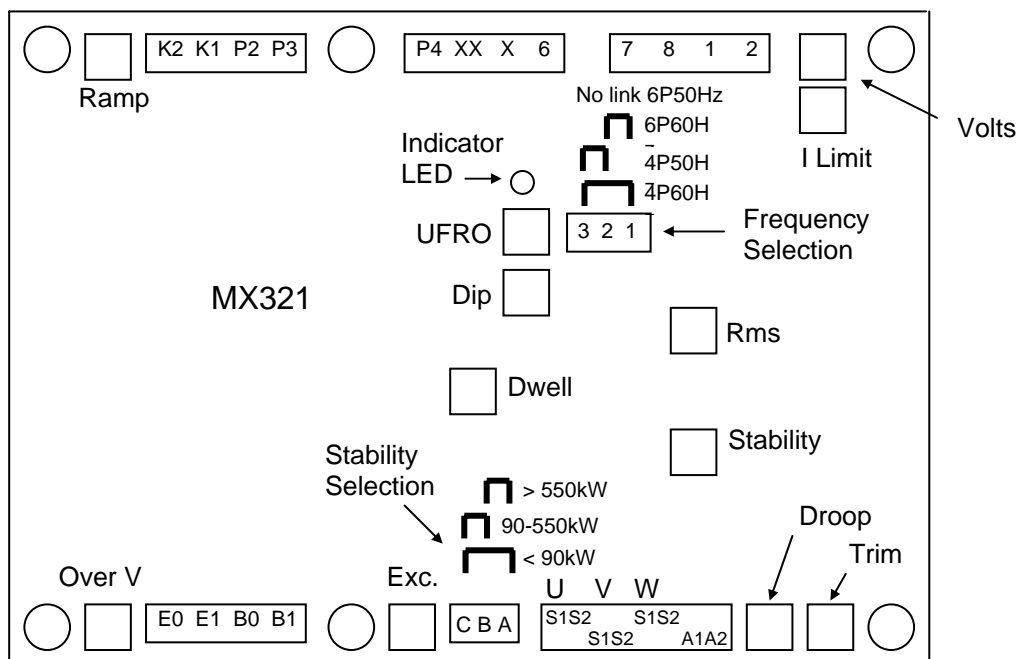 K2 K1 P2 P3
P4 XX X 6
7 8 1 2
Ramp
No link 6P50Hz
6P60H
Volts
Indicator
LED
4P50H
I Limit
4P60H
UFRO
3 2 1
Frequency
Selection
MX321
Dip
Rms
Dwell
Stability
Stability
Selection
> 550kW
90-550kW
< 90kW
Droop
Trim
Over V
Exc.
U V W
E0 E1 B0 B1
C B A
S1S2 S1S2
S1S2 A1A2